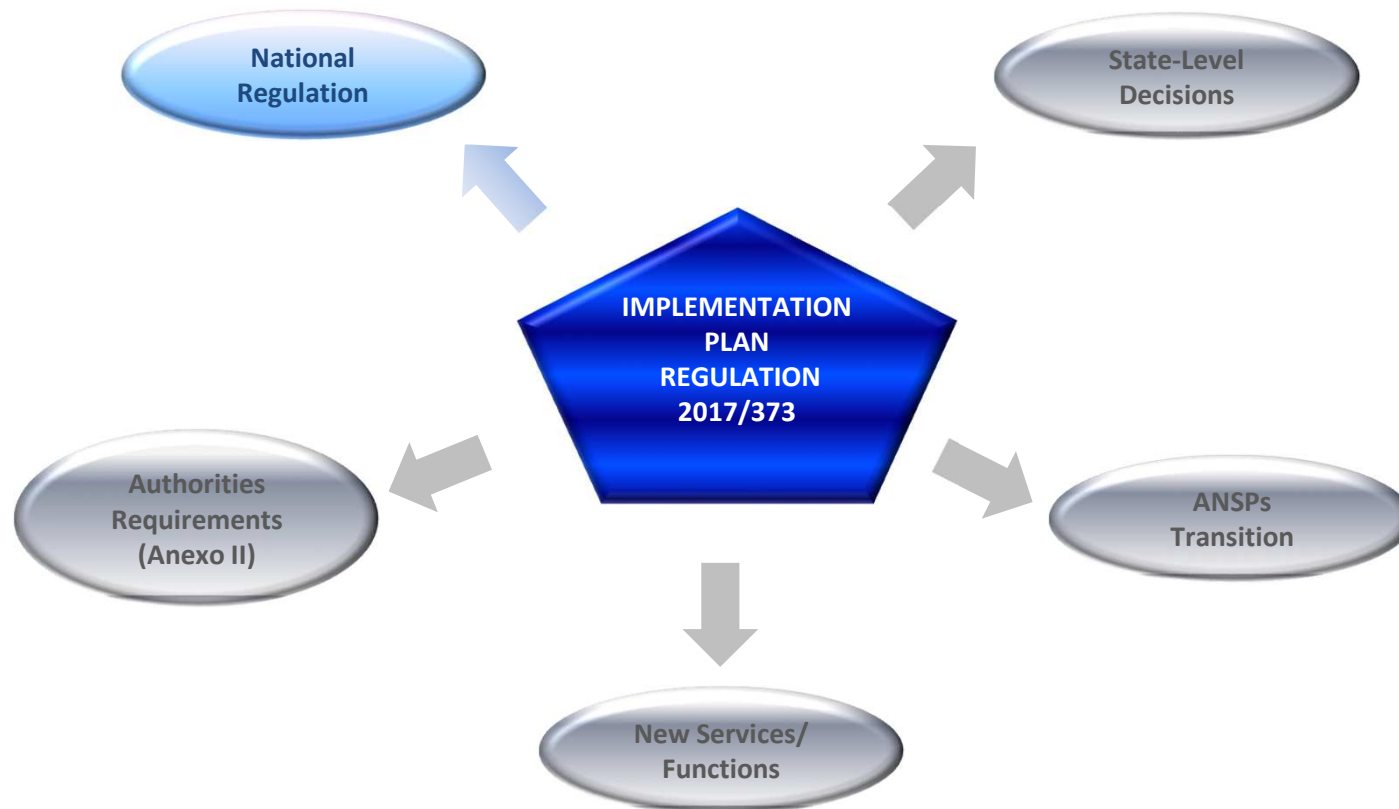 National
Regulation
State-Level
Decisions
IMPLEMENTATION
PLAN
REGULATION
2017/373
Authorities
Requirements
(Anexo II)
ANSPs
Transition
New Services/
Functions